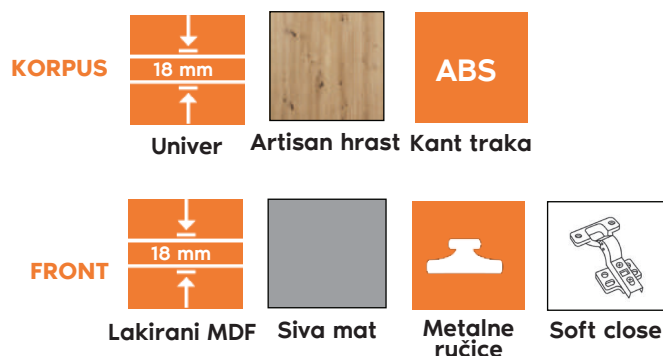 KORPUS
18 mm
ABS
Univer
Artisan hrast
Kant traka
FRONT
18 mm
Lakirani MDF
Siva mat
Metalne
ručice
Soft close